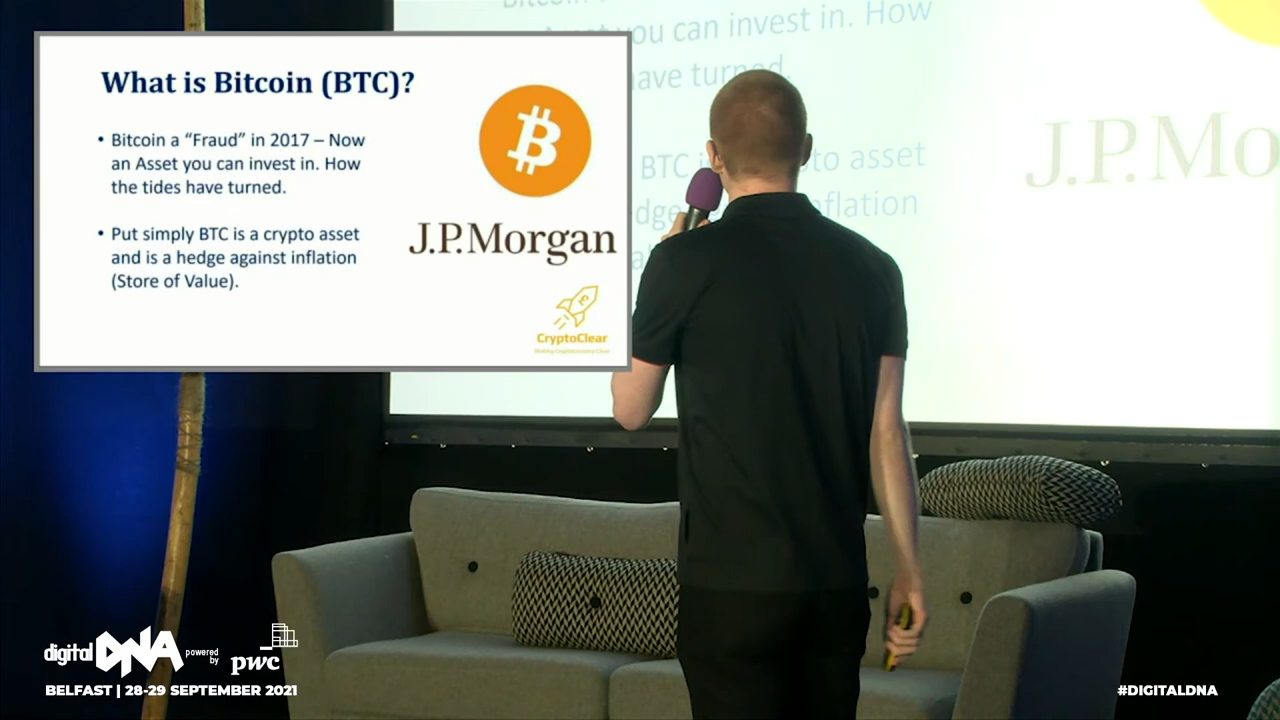 What is Bitcoin (BTC)?
• Bitcoin a “Fraud” in 2017 – Now
an Asset you can invest in. How
the tides have turned.
• Put simply BTC is a crypto asset
and is a hedge against inflation
(Store of Value).
J.P.Morgan
CryptoClear
ou can invest in. How
have turned.
BTC
to asset
flation
J.P.Mo
digital DNA powered by pwc
BELFAST | 28-29 SEPTEMBER 2021
#DIGITALDNA